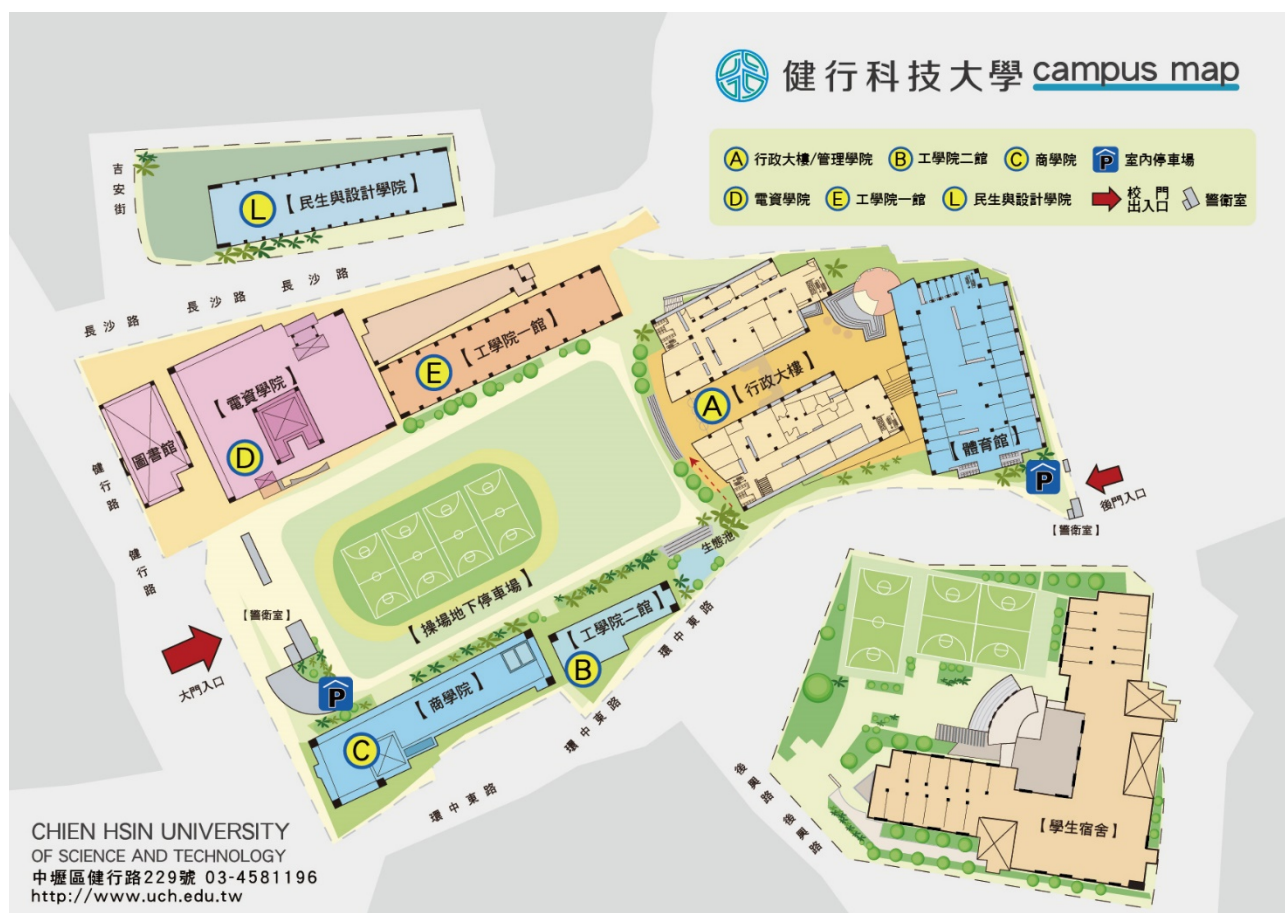 健行科技大學 campus map
A 行政大樓/管理學院 B 工學院二館 C 商學院 P 室內停車場
D 電資學院 E 工學院一館 L 民生與設計學院 校門出入口 警衛室
吉安街
L 【民生與設計學院】
長沙路 長沙路 長沙路
E 【工學院一館】
【電資學院】
D
圖書館
健行路
健行路
A 【行政大樓】
【體育館】
P
後門入口
【警衛室】
生態池
【操場地下停車場】
【警衛室】
大門入口
P
【工學院二館】
B
【商學院】
C
環中東路
環中東路
環中東路
後興路 後興路
【學生宿舍】
CHIEN HSIN UNIVERSITY
OF SCIENCE AND TECHNOLOGY
中壢區健行路229號 03-4581196
http://www.uch.edu.tw